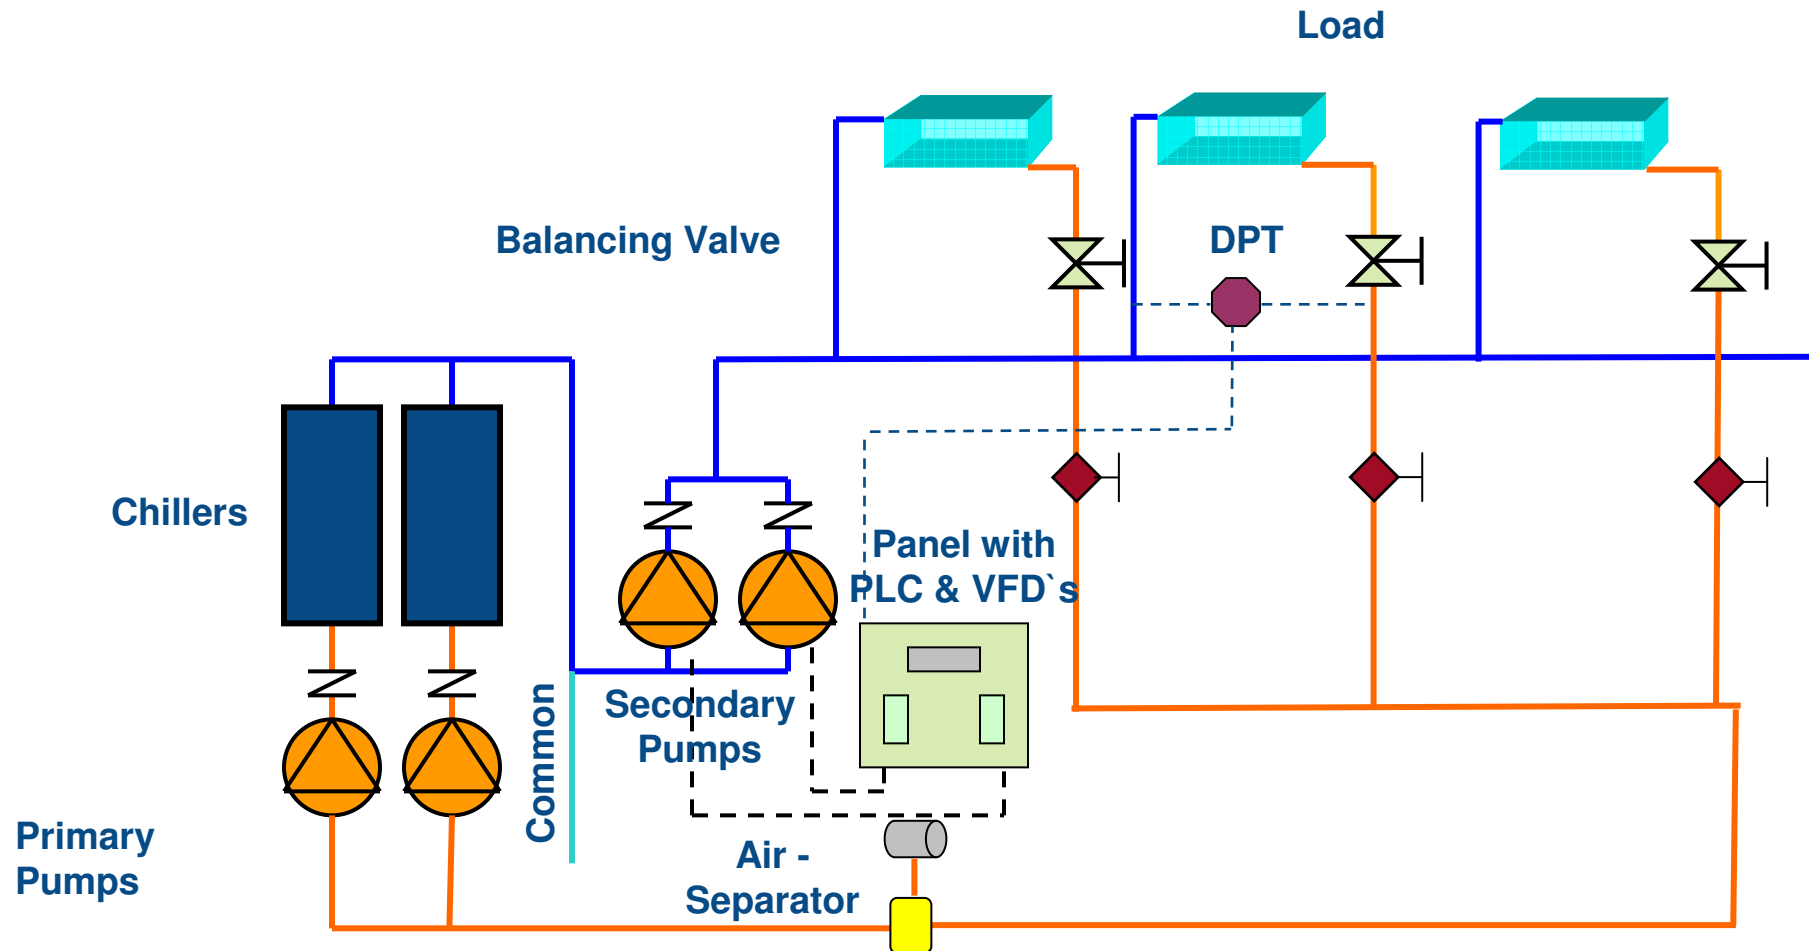 Load
Balancing Valve
DPT
Chillers
Panel with
PLC & VFD`s
Secondary
Pumps
Common
Primary
Pumps
Air -
Separator